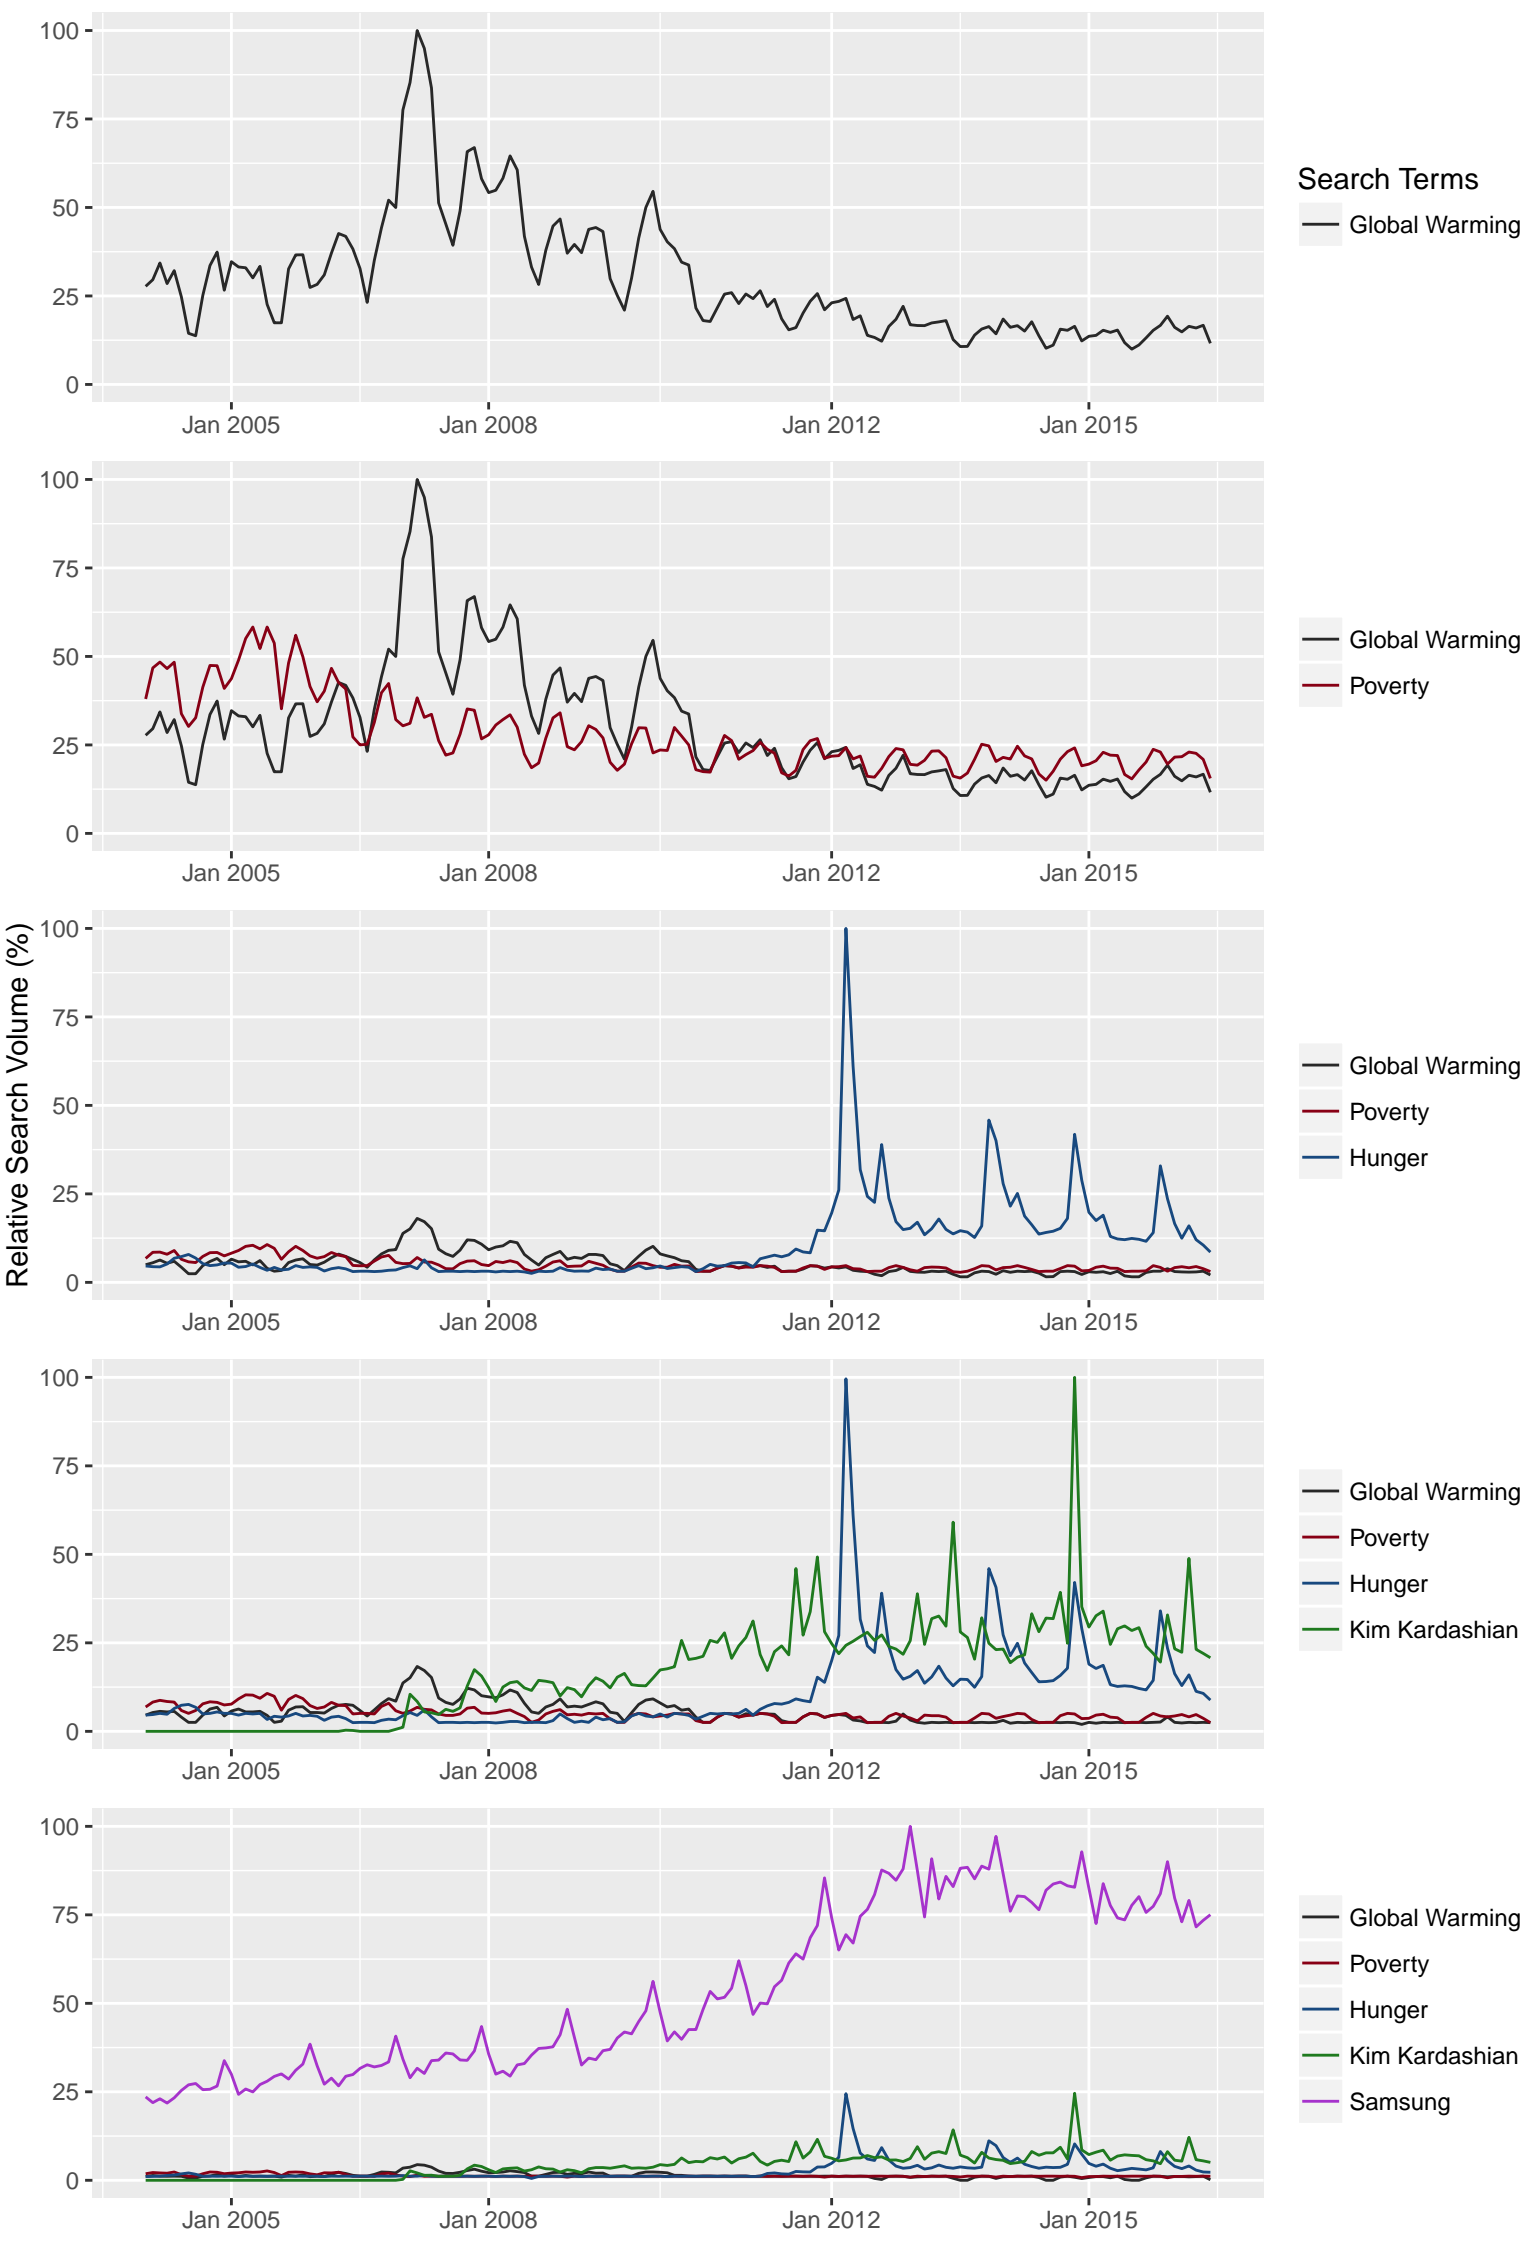 100
75
50
25
0
Jan 2005 Jan 2008 Jan 2012 Jan 2015
Search Terms
Global Warming
100
75
50
25
0
Jan 2005 Jan 2008 Jan 2012 Jan 2015
Global Warming
Poverty
Relative Search Volume (%)
100
75
50
25
0
Jan 2005 Jan 2008 Jan 2012 Jan 2015
Global Warming
Poverty
Hunger
100
75
50
25
0
Jan 2005 Jan 2008 Jan 2012 Jan 2015
Global Warming
Poverty
Hunger
Kim Kardashian
100
75
50
25
0
Jan 2005 Jan 2008 Jan 2012 Jan 2015
Global Warming
Poverty
Hunger
Kim Kardashian
Samsung